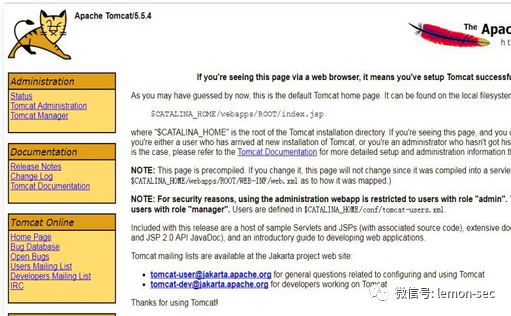 Apache Tomcat/5.5.4
The Apac
Administration
Status
Tomcat Administration
Tomcat Manager
Documentation
Release Notes
Change Log
Tomcat Documentation
Tomcat Online
Home Page
Bug Database
Open Bugs
Users Mailing List
Developers Mailing List
IRC
If you're seeing this page via a web browser, it means you've setup Tomcat successfu
As you may have guessed by now, this is the default Tomcat home page. It can be found on the local filesystem
$CATALINA_HOME/webapps/ROOT/index.jsp
where "$CATALINA_HOME" is the root of the Tomcat installation directory. If you're seeing this page, and you d
you're either a user who has arrived at new installation of Tomcat, or you're an administrator who hasn't got his
is the case, please refer to the Tomcat Documentation for more detailed setup and administration information th
NOTE: This page is precompiled. If you change it, this page will not change since it was compiled into a servle
$CATALINA_HOME/webapps/ROOT/WEB-INF/web.xml as to how it was mapped.)
NOTE: For security reasons, using the administration webapp is restricted to users with role "admin".
users with role "manager". Users are defined in $CATALINA_HOME/conf/tomcat-users.xml.
Included with this release are a host of sample Servlets and JSPs (with associated source code), extensive doc
and JSP 2.0 API JavaDoc), and an introductory guide to developing web applications.
Tomcat mailing lists are available at the Jakarta project web site:
tomcat-user@jakarta.apache.org for general questions related to configuring and using Tomcat
tomcat-dev@jakarta.apache.org for developers working on Tomcat
Thanks for using Tomcat!
微信号: lemon-sec